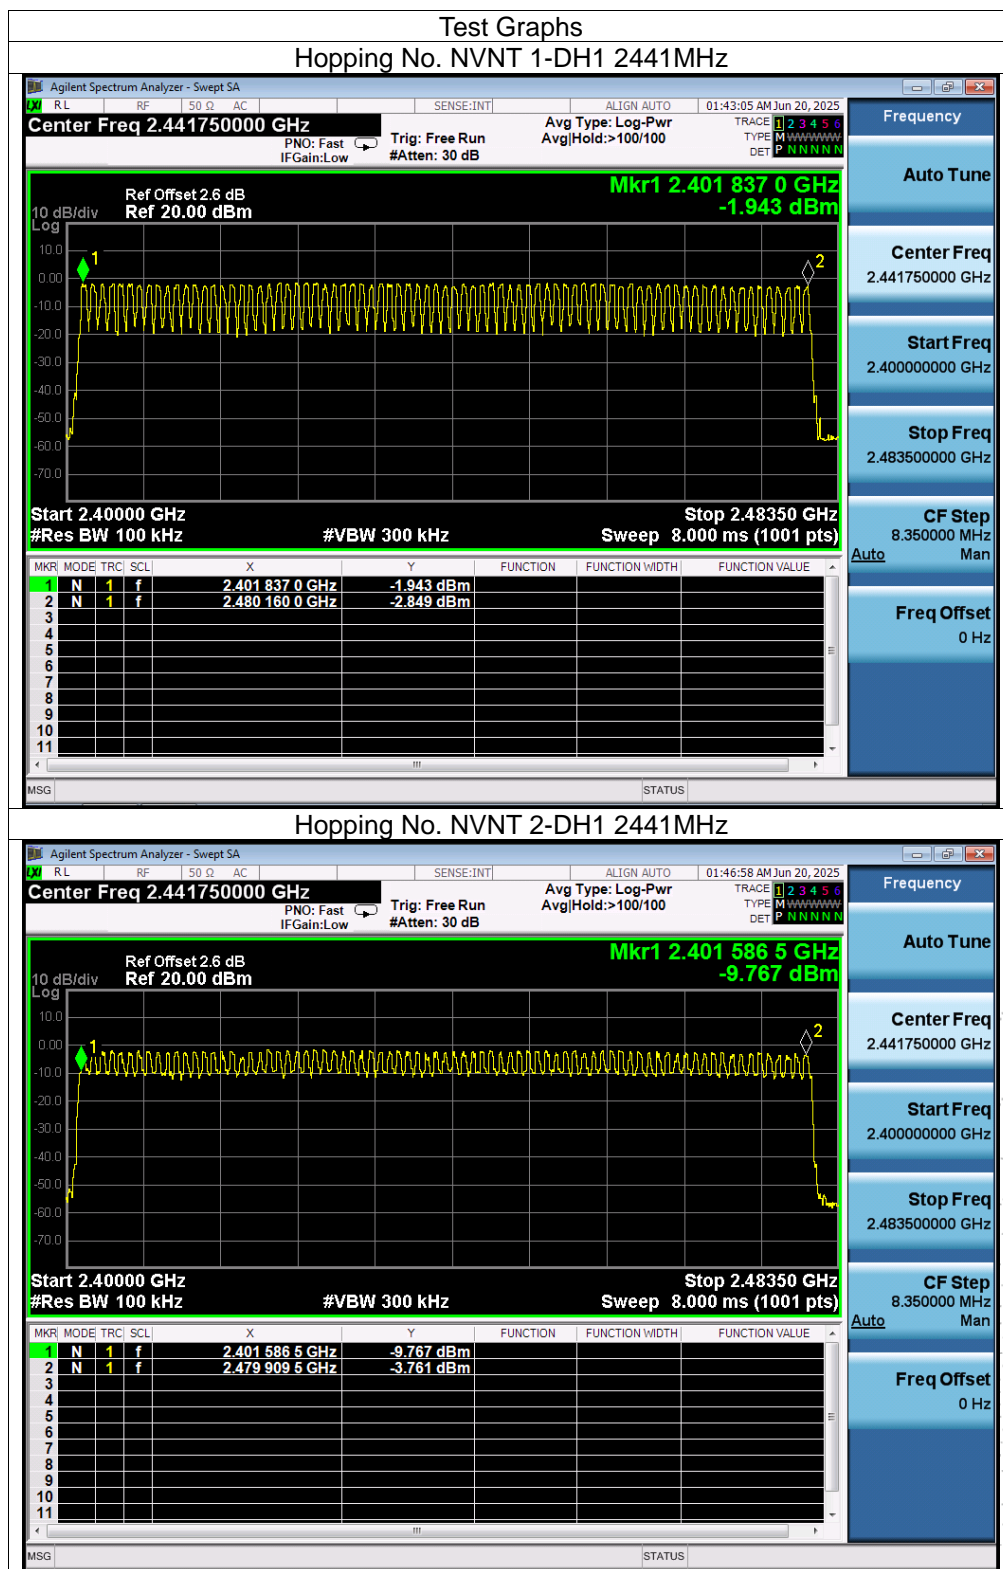 Test Graphs
Hopping No. NVNT 1-DH1 2441MHz
Agilent Spectrum Analyzer - Swept SA
LXI RL RF 50 Ω AC SENSE:INT ALIGN AUTO 01:43:05 AM Jun 20, 2025
Center Freq 2.441750000 GHz
PNO: Fast
IFGain:Low
Trig: Free Run
#Atten: 30 dB
Avg Type: Log-Pwr
Avg|Hold:>100/100
TRACE 1 2 3 4 5 6
TYPE M WWWWW
DET P N N N N N
Ref Offset 2.6 dB
Ref 20.00 dBm
10 dB/div
Log
Mkr1 2.401 837 0 GHz
-1.943 dBm
10.0
0.00
-10.0
-20.0
-30.0
-40.0
-50.0
-60.0
-70.0
1
2
Start 2.40000 GHz Stop 2.48350 GHz
#Res BW 100 kHz #VBW 300 kHz Sweep 8.000 ms (1001 pts)
MKR MODE TRC SCL X Y FUNCTION FUNCTION WIDTH FUNCTION VALUE
1 N 1 f 2.401 837 0 GHz -1.943 dBm
2 N 1 f 2.480 160 0 GHz -2.849 dBm
3
4
5
6
7
8
9
10
11
MSG STATUS
Frequency
Auto Tune
Center Freq
2.441750000 GHz
Start Freq
2.400000000 GHz
Stop Freq
2.483500000 GHz
CF Step
8.350000 MHz
Auto Man
Freq Offset
0 Hz
Hopping No. NVNT 2-DH1 2441MHz
Agilent Spectrum Analyzer - Swept SA
LXI RL RF 50 Ω AC SENSE:INT ALIGN AUTO 01:46:58 AM Jun 20, 2025
Center Freq 2.441750000 GHz
PNO: Fast
IFGain:Low
Trig: Free Run
#Atten: 30 dB
Avg Type: Log-Pwr
Avg|Hold:>100/100
TRACE 1 2 3 4 5 6
TYPE M WWWWW
DET P N N N N N
Ref Offset 2.6 dB
Ref 20.00 dBm
10 dB/div
Log
Mkr1 2.401 586 5 GHz
-9.767 dBm
10.0
0.00
-10.0
-20.0
-30.0
-40.0
-50.0
-60.0
-70.0
1
2
Start 2.40000 GHz Stop 2.48350 GHz
#Res BW 100 kHz #VBW 300 kHz Sweep 8.000 ms (1001 pts)
MKR MODE TRC SCL X Y FUNCTION FUNCTION WIDTH FUNCTION VALUE
1 N 1 f 2.401 586 5 GHz -9.767 dBm
2 N 1 f 2.479 909 5 GHz -3.761 dBm
3
4
5
6
7
8
9
10
11
MSG STATUS
Frequency
Auto Tune
Center Freq
2.441750000 GHz
Start Freq
2.400000000 GHz
Stop Freq
2.483500000 GHz
CF Step
8.350000 MHz
Auto Man
Freq Offset
0 Hz